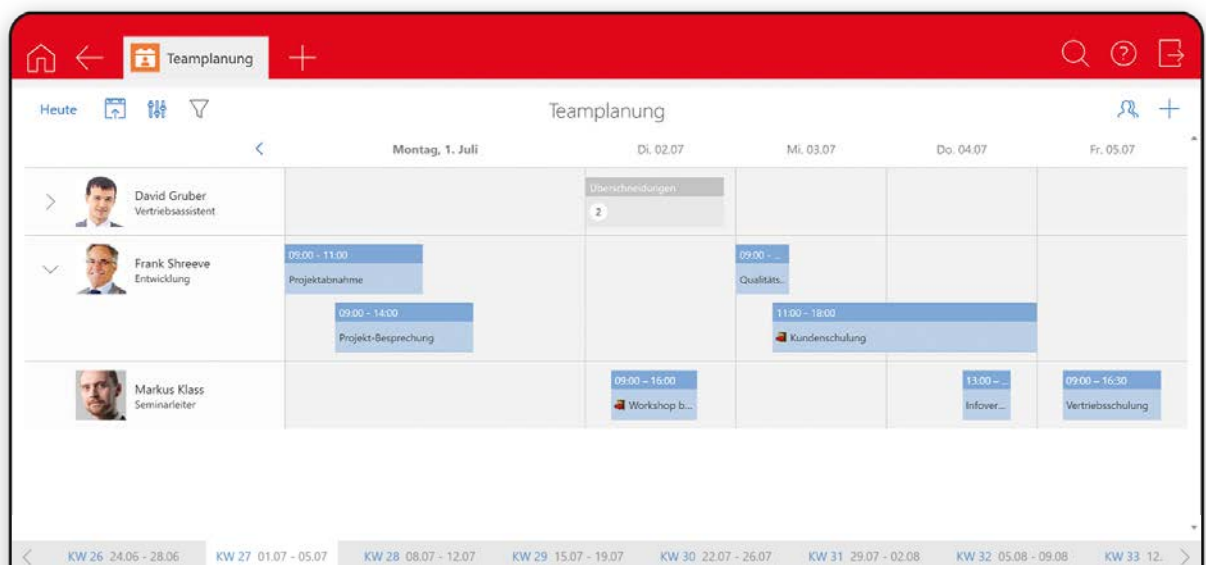 Teamplanung
Heute
Teamplanung
Montag, 1. Juli
Di. 02.07
Mi. 03.07
Do. 04.07
Fr. 05.07
David Gruber
Vertriebsassistent
Überschneidungen
2
Frank Shreeve
Entwicklung
09:00 - 11:00
Projektabnahme
09:00 - ...
Qualitäts...
09:00 - 14:00
Projekt-Besprechung
11:00 - 18:00
Kundenschulung
Markus Klass
Seminarleiter
09:00 - 16:00
Workshop b...
13:00 - ...
Infover...
09:00 - 16:30
Vertriebsschulung
KW 26 24.06 - 28.06
KW 27 01.07 - 05.07
KW 28 08.07 - 12.07
KW 29 15.07 - 19.07
KW 30 22.07 - 26.07
KW 31 29.07 - 02.08
KW 32 05.08 - 09.08
KW 33 12.